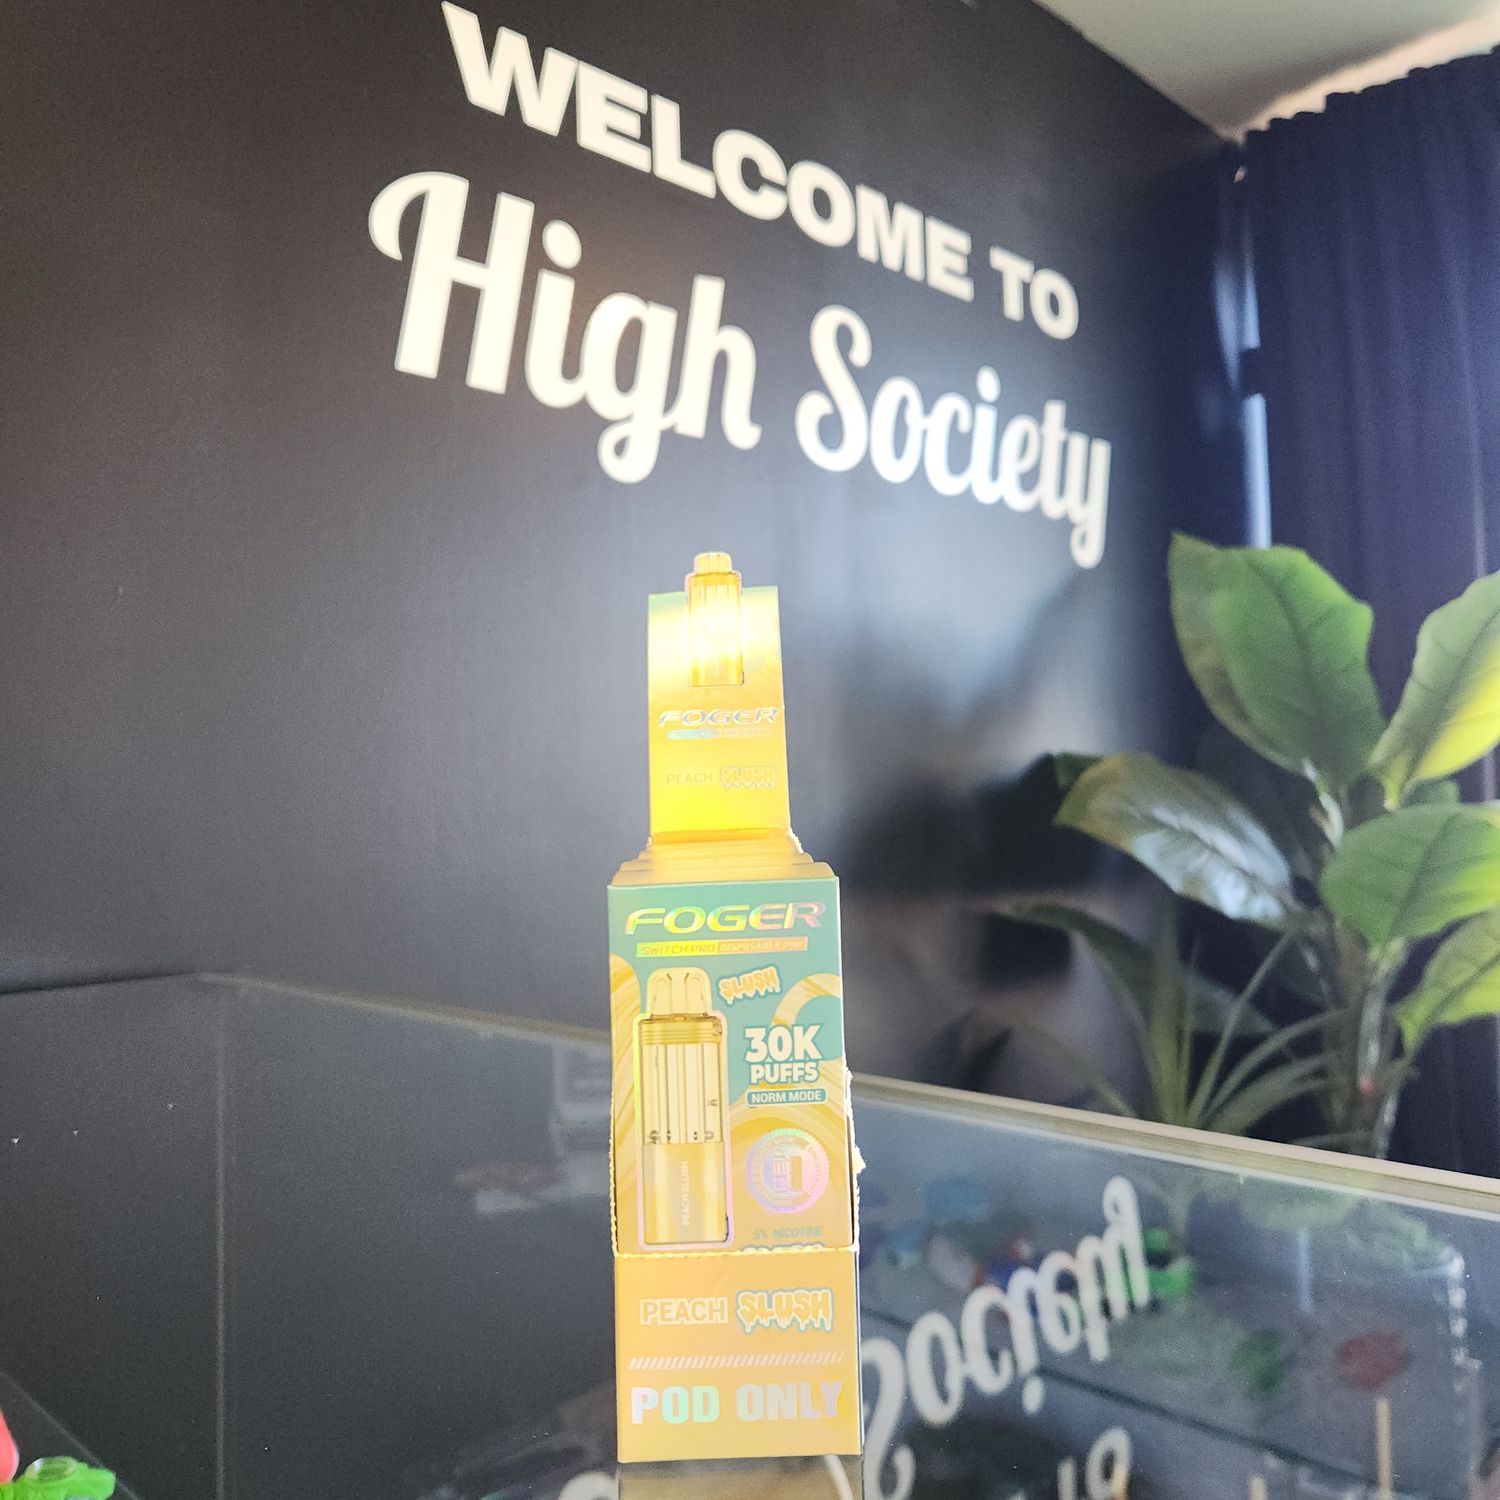 WELCOME TO
High Society
FOGER
PEACH SLUSH
FOGER
SWITCH PRO DISPOSABLE POD
SLUSH
30K
PUFFS
NORM MODE
PEACH SLUSH
5% NICOTINE
PEACH SLUSH
POD ONLY
Society